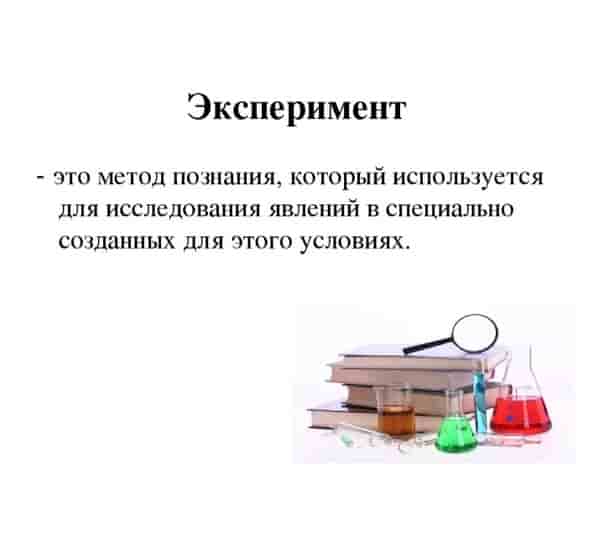 Эксперимент
- это метод познания, который используется
для исследования явлений в специально
созданных для этого условиях.